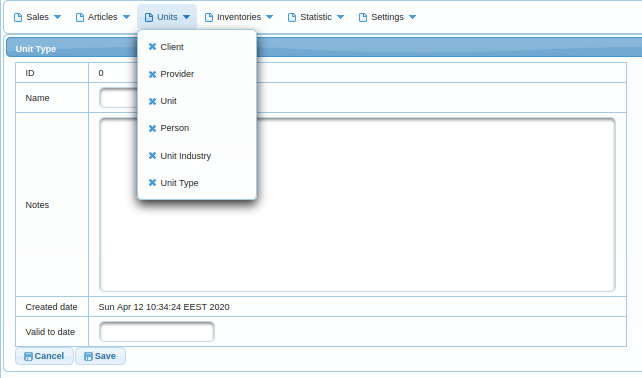 Sales Articles Units Inventories Statistic Settings
Unit Type
Client
Provider
Unit
Person
Unit Industry
Unit Type
ID 0
Name
Notes
Created date Sun Apr 12 10:34:24 EEST 2020
Valid to date
Cancel Save